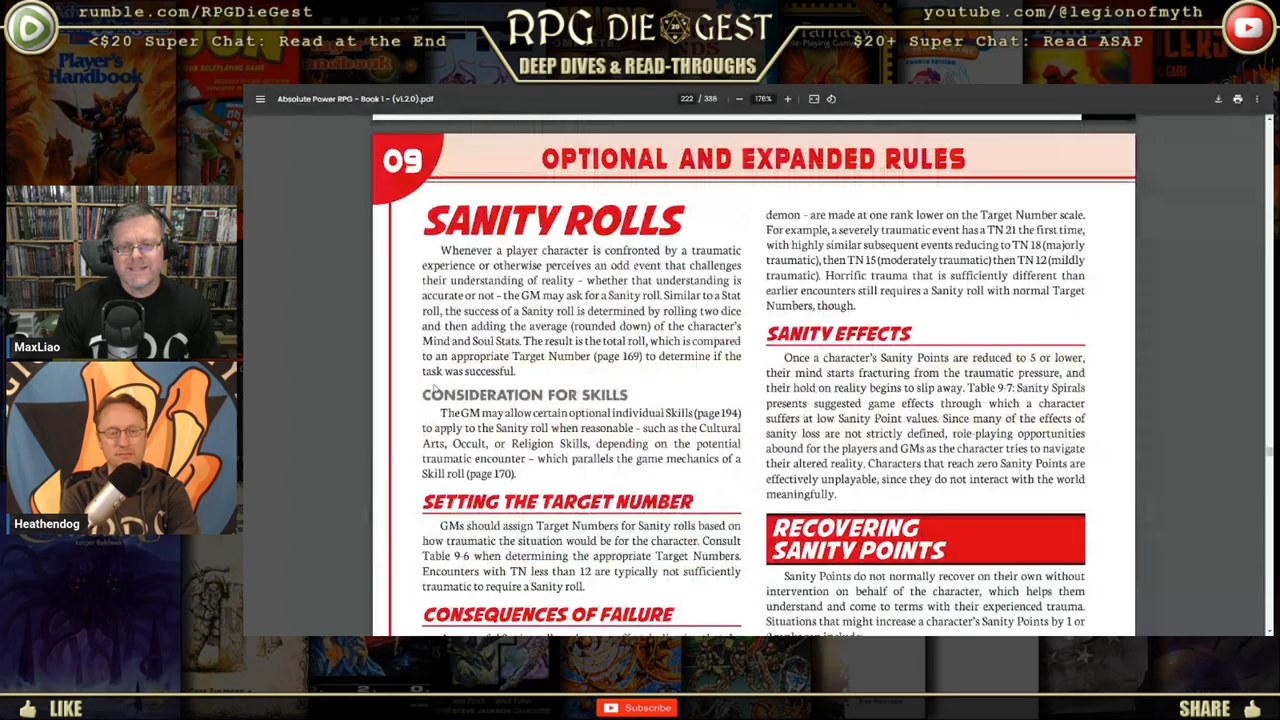 rumble.com/RPGDieGest
<$20 Super Chat: Read at the End
RPG DIE GEST
20
DEEP DIVES & READ-THROUGHS
youtube.com/@legionofmyth
$20+ Super Chat: Read ASAP
Player's
Handbook
Absolute Power RPG - Book 1 - (v1.2.0).pdf
222 / 338
176%
09
OPTIONAL AND EXPANDED RULES
SANITY ROLLS
Whenever a player character is confronted by a traumatic
experience or otherwise perceives an odd event that challenges
their understanding of reality - whether that understanding is
accurate or not - the GM may ask for a Sanity roll. Similar to a Stat
roll, the success of a Sanity roll is determined by rolling two dice
and then adding the average (rounded down) of the character's
Mind and Soul Stats. The result is the total roll, which is compared
to an appropriate Target Number (page 169) to determine if the
task was successful.
CONSIDERATION FOR SKILLS
The GM may allow certain optional individual Skills (page 194)
to apply to the Sanity roll when reasonable - such as the Cultural
Arts, Occult, or Religion Skills, depending on the potential
traumatic encounter - which parallels the game mechanics of a
Skill roll (page 170).
SETTING THE TARGET NUMBER
GMs should assign Target Numbers for Sanity rolls based on
how traumatic the situation would be for the character. Consult
Table 9-6 when determining the appropriate Target Numbers.
Encounters with TN less than 12 are typically not sufficiently
traumatic to require a Sanity roll.
CONSEQUENCES OF FAILURE
demon - are made at one rank lower on the Target Number scale.
For example, a severely traumatic event has a TN 21 the first time,
with highly similar subsequent events reducing to TN 18 (majorly
traumatic), then TN 15 (moderately traumatic) then TN 12 (mildly
traumatic). Horrific trauma that is sufficiently different than
earlier encounters still requires a Sanity roll with normal Target
Numbers, though.
SANITY EFFECTS
Once a character's Sanity Points are reduced to 5 or lower,
their mind starts fracturing from the traumatic pressure, and
their hold on reality begins to slip away. Table 9-7: Sanity Spirals
presents suggested game effects through which a character
suffers at low Sanity Point values. Since many of the effects of
sanity loss are not strictly defined, role-playing opportunities
abound for the players and GMs as the character tries to navigate
their altered reality. Characters that reach zero Sanity Points are
effectively unplayable, since they do not interact with the world
meaningfully.
RECOVERING
SANITY POINTS
Sanity Points do not normally recover on their own without
intervention on behalf of the character, which helps them
understand and come to terms with their experienced trauma.
Situations that might increase a character's Sanity Points by 1 or
MaxLiao
Heathendog
LIKE
Subscribe
SHARE